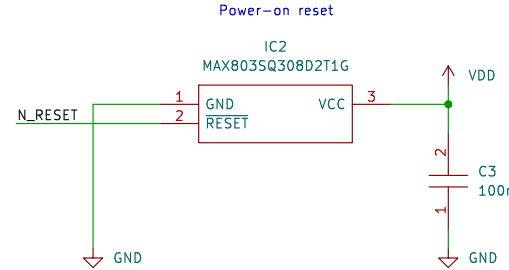 Power-on reset
IC2
MAX803SQ308D2T1G
VDD
1 GND VCC 3
N_RESET 2 RESET
2
C3
1
GND GND